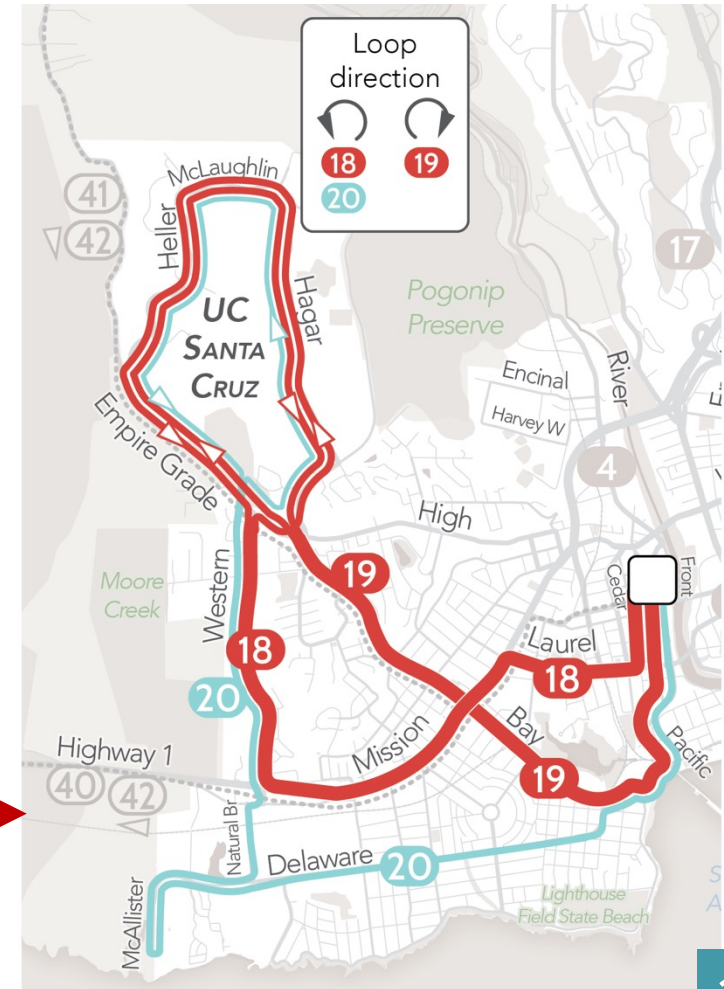 Loop
direction
18
19
20
McLaughlin
41
42
Heller
Hagar
17
UC
SANTA
CRUZ
Pogonip
Preserve
River
Encinal
Harvey W
Empire Grade
4
High
19
Front
Cedar
Moore
Creek
Western
18
Laurel
18
20
Bay
Mission
Pacific
Highway 1
40
42
19
Natural Br
Delaware
20
McAllister
Lighthouse
Field State Beach